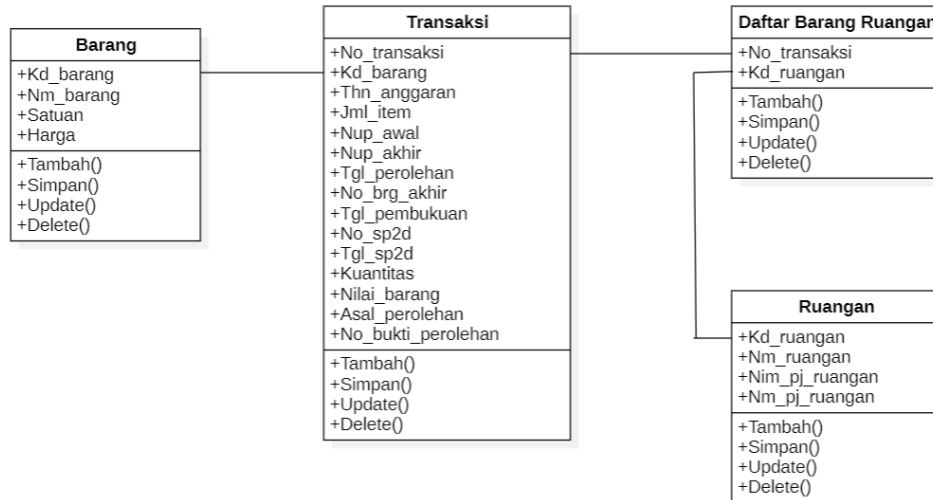 Barang
+Kd_barang
+Nm_barang
+Satuan
+Harga
+Tambah()
+Simpan()
+Update()
+Delete()
Transaksi
+No_transaksi
+Kd_barang
+Thn_anggaran
+Jml_item
+Nup_awal
+Nup_akhir
+Tgl_perolehan
+No_brg_akhir
+Tgl_pembukuan
+No_sp2d
+Tgl_sp2d
+Kuantitas
+Nilai_barang
+Asal_perolehan
+No_bukti_perolehan
+Tambah()
+Simpan()
+Update()
+Delete()
Daftar Barang Ruangan
+No_transaksi
+Kd_ruangan
+Tambah()
+Simpan()
+Update()
+Delete()
Ruangan
+Kd_ruangan
+Nm_ruangan
+Nim_pj_ruangan
+Nm_pj_ruangan
+Tambah()
+Simpan()
+Update()
+Delete()